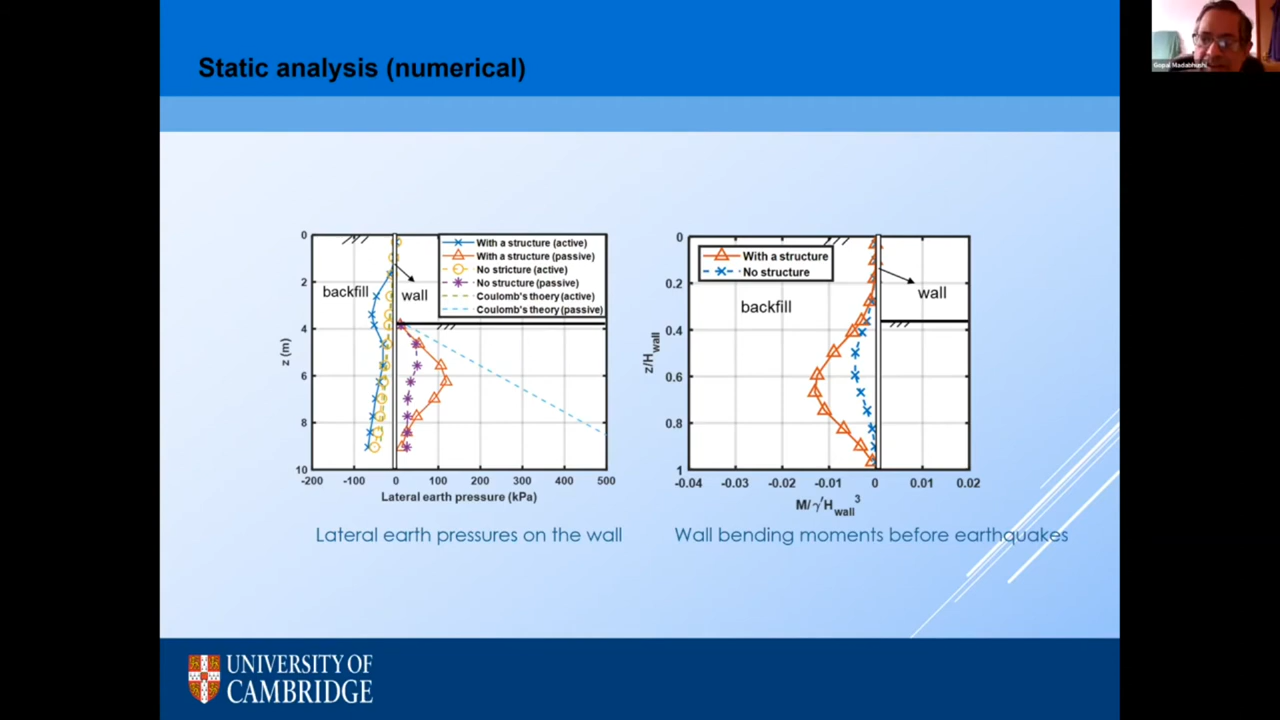 Static analysis (numerical)
Gopal Madabhushi
0
2
4
6
8
10
z (m)
-200 -100 0 100 200 300 400 500
Lateral earth pressure (kPa)
backfill
wall
With a structure (active)
With a structure (passive)
No stricture (active)
No structure (passive)
Coulomb's thoery (active)
Coulomb's theory (passive)
Lateral earth pressures on the wall
0
0.2
0.4
0.6
0.8
1
z/Hwall
-0.04 -0.03 -0.02 -0.01 0 0.01 0.02
M/γ'Hwall3
With a structure
No structure
backfill
wall
Wall bending moments before earthquakes
UNIVERSITY OF
CAMBRIDGE